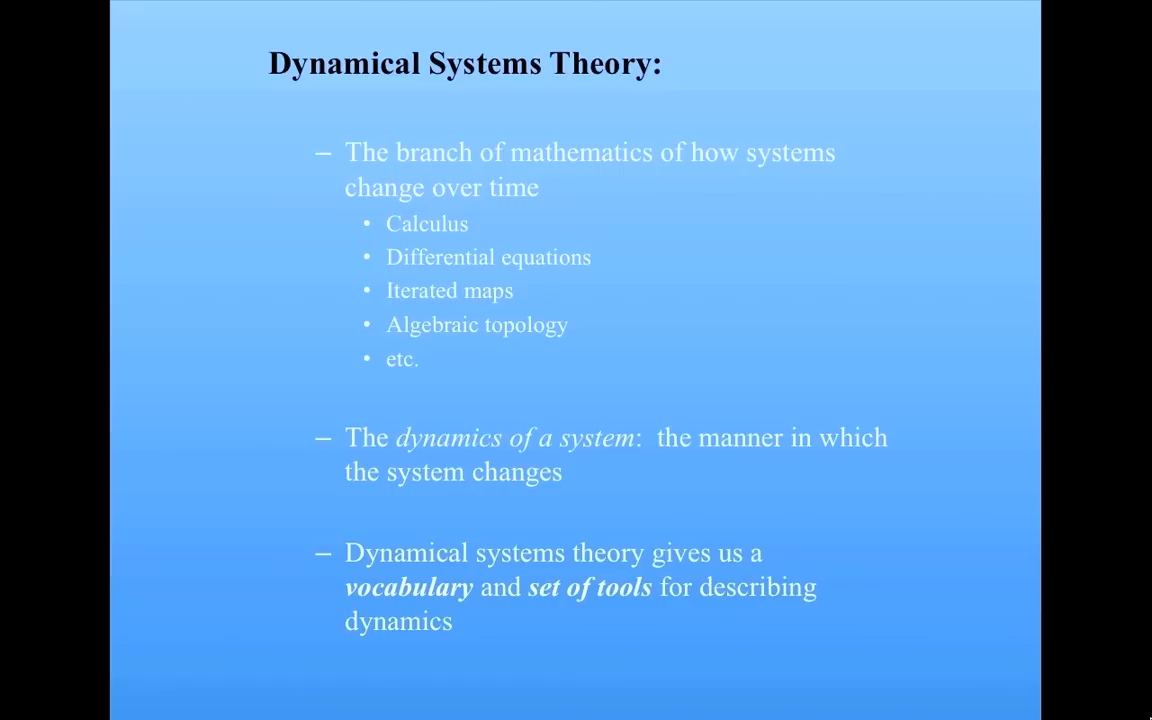 Dynamical Systems Theory:
– The branch of mathematics of how systems
change over time
• Calculus
• Differential equations
• Iterated maps
• Algebraic topology
• etc.
– The dynamics of a system: the manner in which
the system changes
– Dynamical systems theory gives us a
vocabulary and set of tools for describing
dynamics